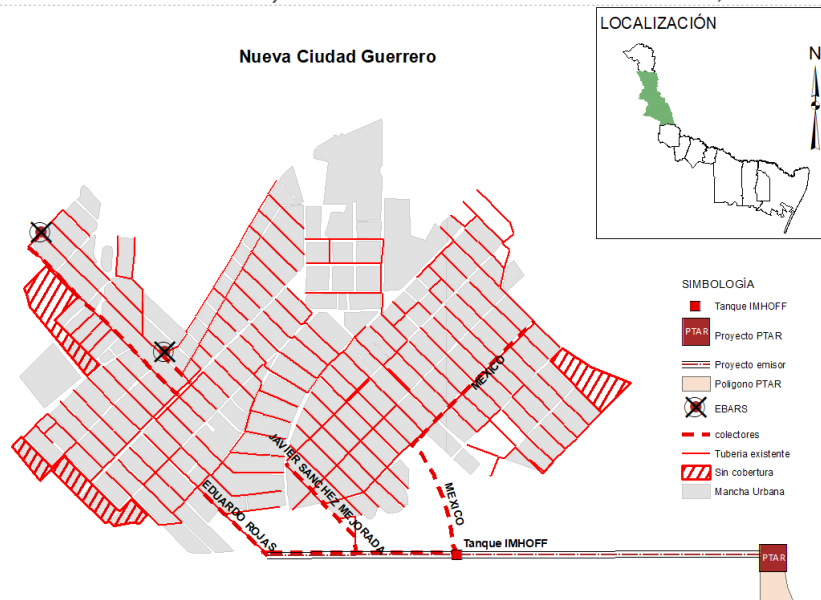 Nueva Ciudad Guerrero
LOCALIZACIÓN
N
MEXICO
JAVIER SANCHEZ MEJORADA
EDUARDO ROJAS
MEXICO
Tanque IMHOFF
PTAR
SIMBOLOGÍA
Tanque IMHOFF
PTAR
Proyecto PTAR
Proyecto emisor
Poligono PTAR
EBARS
colectores
Tuberia existente
Sin cobertura
Mancha Urbana